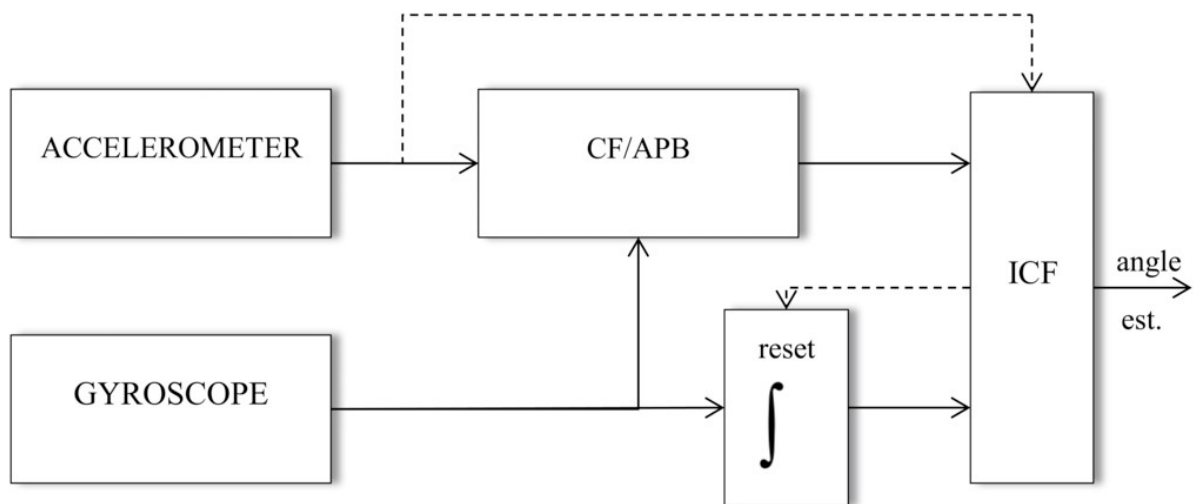 ACCELEROMETER
CF/APB
ICF
angle
est.
GYROSCOPE
reset
∫